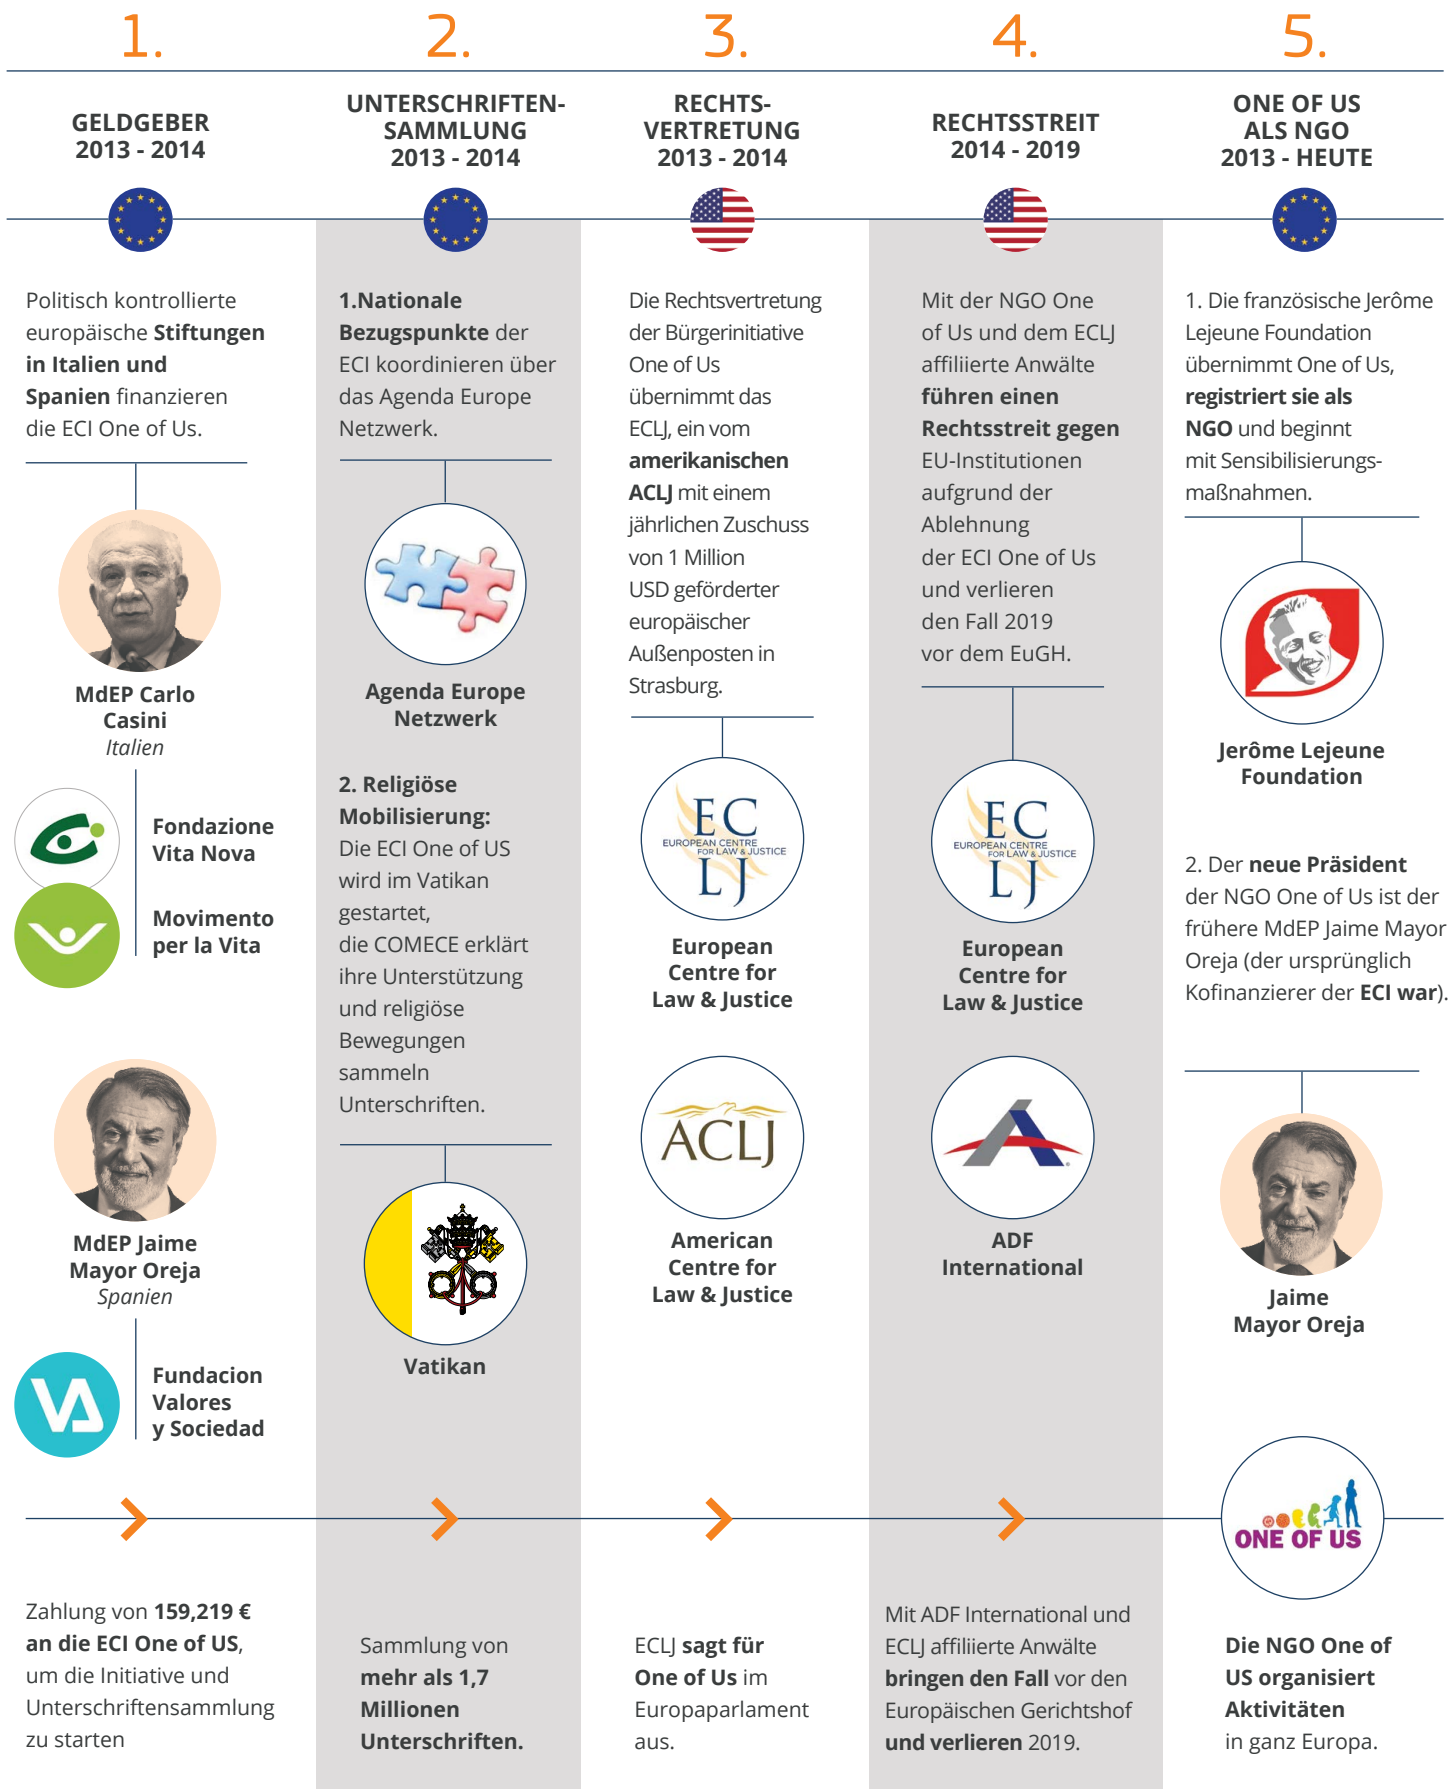 1.
GELDGEBER
2013 - 2014
Politisch kontrollierte
europäische Stiftungen
in Italien und
Spanien finanzieren
die ECI One of Us.
MdEP Carlo
Casini
Italien
Fondazione
Vita Nova
Movimento
per la Vita
MdEP Jaime
Mayor Oreja
Spanien
VA
Fundacion
Valores
y Sociedad
Zahlung von 159,219 €
an die ECI One of US,
um die Initiative und
Unterschriftensammlung
zu starten
2.
UNTERSCHRIFTEN-
SAMMLUNG
2013 - 2014
1.Nationale
Bezugspunkte der
ECI koordinieren über
das Agenda Europe
Netzwerk.
Agenda Europe
Netzwerk
2. Religiöse
Mobilisierung:
Die ECI One of US
wird im Vatikan
gestartet,
die COMECE erklärt
ihre Unterstützung
und religiöse
Bewegungen
sammeln
Unterschriften.
Vatikan
Sammlung von
mehr als 1,7
Millionen
Unterschriften.
3.
RECHTS-
VERTRETUNG
2013 - 2014
Die Rechtsvertretung
der Bürgerinitiative
One of Us
übernimmt das
ECLJ, ein vom
amerikanischen
ACLJ mit einem
jährlichen Zuschuss
von 1 Million
USD geförderter
europäischer
Außenposten in
Strasburg.
EC
EUROPEAN CENTRE
FOR LAW & JUSTICE
LJ
European
Centre for
Law & Justice
ACLJ
American
Centre for
Law & Justice
ECLJ sagt für
One of Us im
Europaparlament
aus.
4.
RECHTSSTREIT
2014 - 2019
Mit der NGO One
of Us und dem ECLJ
affiliierte Anwälte
führen einen
Rechtsstreit gegen
EU-Institutionen
aufgrund der
Ablehnung
der ECI One of Us
und verlieren
den Fall 2019
vor dem EuGH.
EC
EUROPEAN CENTRE
FOR LAW & JUSTICE
LJ
European
Centre for
Law & Justice
ADF
International
Mit ADF International und
ECLJ affiliierte Anwälte
bringen den Fall vor den
Europäischen Gerichtshof
und verlieren 2019.
5.
ONE OF US
ALS NGO
2013 - HEUTE
1. Die französische Jerôme
Lejeune Foundation
übernimmt One of Us,
registriert sie als
NGO und beginnt
mit Sensibilisierungs-
maßnahmen.
Jerôme Lejeune
Foundation
2. Der neue Präsident
der NGO One of Us ist der
frühere MdEP Jaime Mayor
Oreja (der ursprünglich
Kofinanzierer der ECI war).
Jaime
Mayor Oreja
ONE OF US
Die NGO One of
US organisiert
Aktivitäten
in ganz Europa.